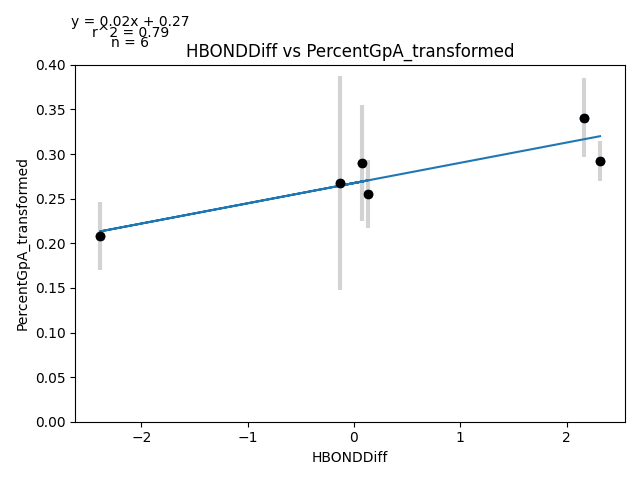 y = 0.02x + 0.27
r^2 = 0.79
n = 6
HBONDDiff vs PercentGpA_transformed
0.40
0.35
0.30
0.25
0.20
0.15
0.10
0.05
0.00
PercentGpA_transformed
−2
−1
0
1
2
HBONDDiff